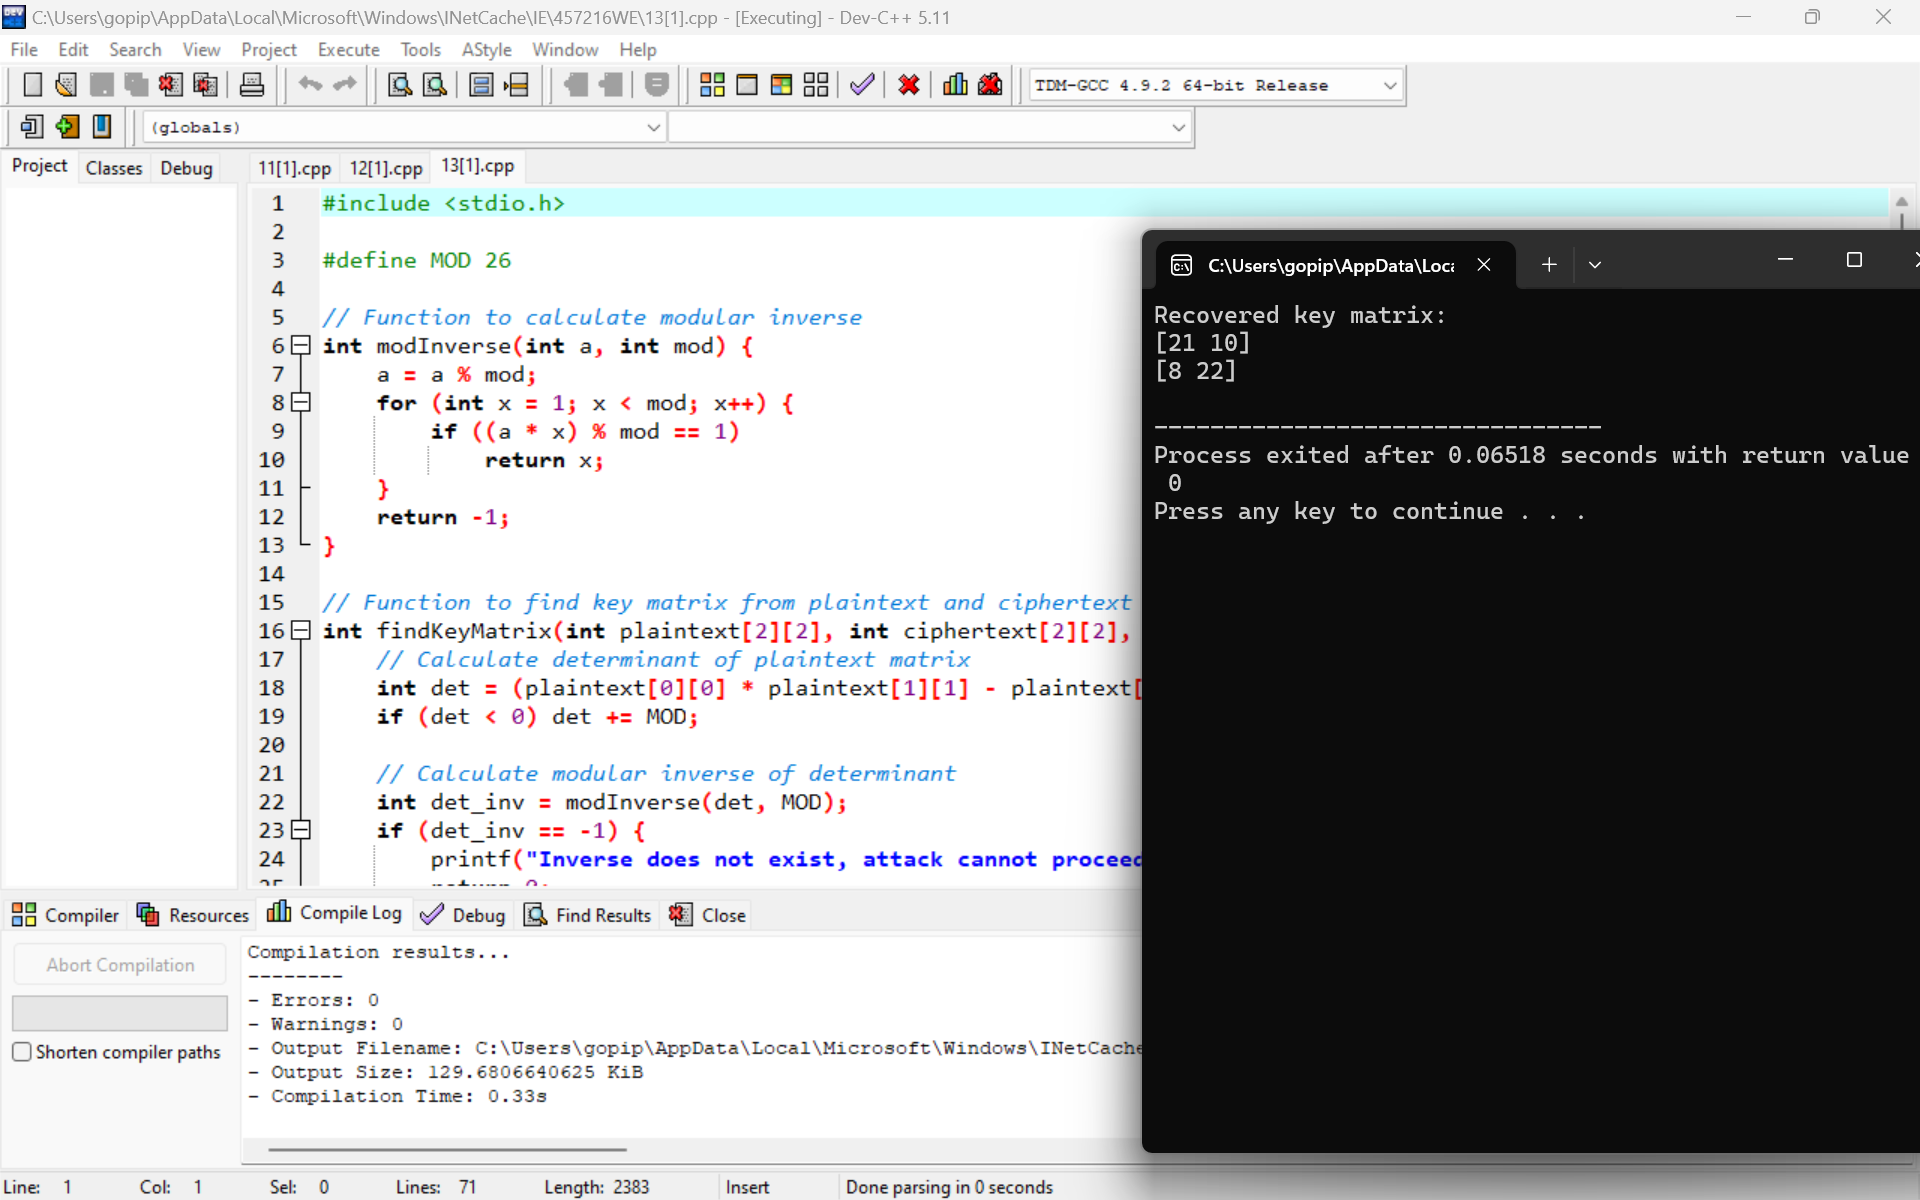 DEV C:\Users\gopip\AppData\Local\Microsoft\Windows\INetCache\IE\457216WE\13[1].cpp - [Executing] - Dev-C++ 5.11
File Edit Search View Project Execute Tools AStyle Window Help
TDM-GCC 4.9.2 64-bit Release
(globals)
Project Classes Debug 11[1].cpp 12[1].cpp 13[1].cpp
1 #include <stdio.h>
2
3 #define MOD 26
4
5 // Function to calculate modular inverse
6 int modInverse(int a, int mod) {
7 a = a % mod;
8 for (int x = 1; x < mod; x++) {
9 if ((a * x) % mod == 1)
10 return x;
11 }
12 return -1;
13 }
14
15 // Function to find key matrix from plaintext and ciphertext
16 int findKeyMatrix(int plaintext[2][2], int ciphertext[2][2],
17 // Calculate determinant of plaintext matrix
18 int det = (plaintext[0][0] * plaintext[1][1] - plaintext[
19 if (det < 0) det += MOD;
20
21 // Calculate modular inverse of determinant
22 int det_inv = modInverse(det, MOD);
23 if (det_inv == -1) {
24 printf("Inverse does not exist, attack cannot proceed
C:\Users\gopip\AppData\Loca
Recovered key matrix:
[21 10]
[8 22]
--------------------------------
Process exited after 0.06518 seconds with return value
0
Press any key to continue . . .
Compiler Resources Compile Log Debug Find Results Close
Abort Compilation
Shorten compiler paths
Compilation results...
--------
- Errors: 0
- Warnings: 0
- Output Filename: C:\Users\gopip\AppData\Local\Microsoft\Windows\INetCache
- Output Size: 129.6806640625 KiB
- Compilation Time: 0.33s
Line: 1 Col: 1 Sel: 0 Lines: 71 Length: 2383 Insert Done parsing in 0 seconds